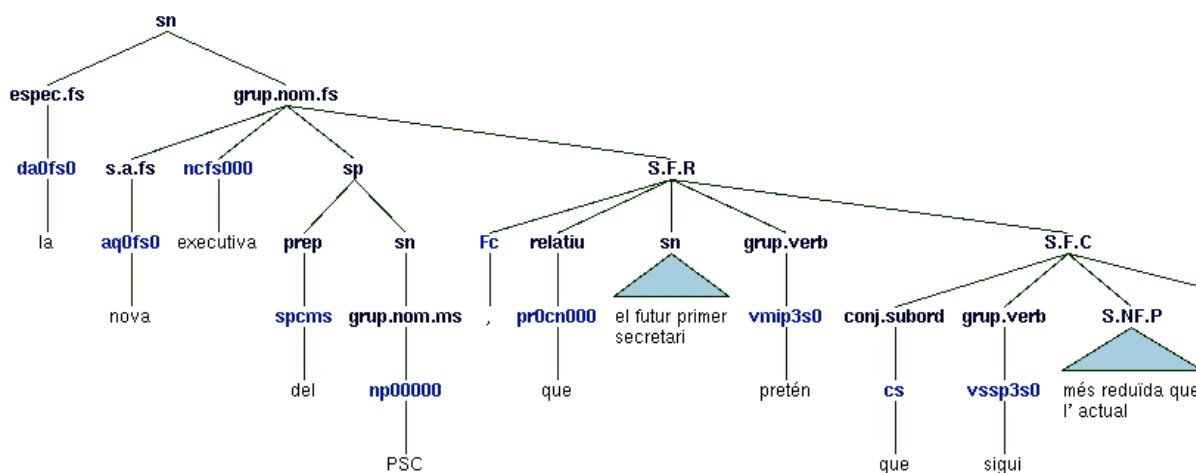 sn
espec.fs grup.nom.fs
da0fs0 s.a.fs ncfs000 sp S.F.R
la aq0fs0 executiva prep sn Fc relatiu sn grup.verb S.F.C
nova spcms grup.nom.ms , pr0cn000 el futur primer vmip3s0 conj.subord grup.verb S.NF.P
secretari
del np00000 que pretén cs vssp3s0 més reduïda que
l' actual
PSC que sigui